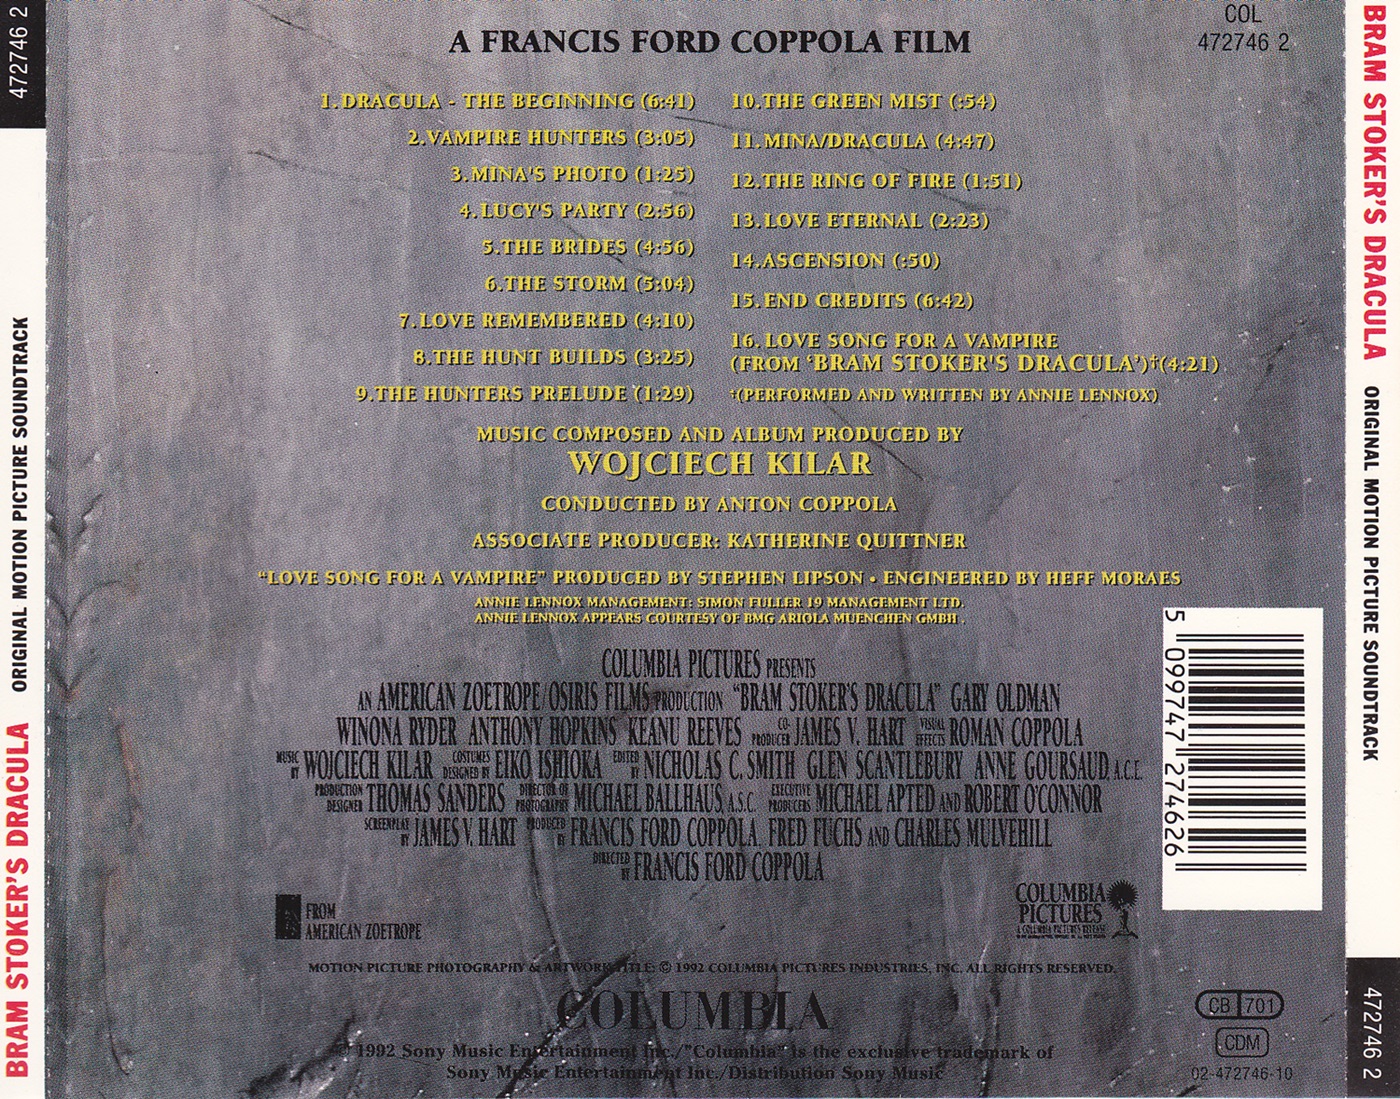 472746 2
BRAM STOKER'S DRACULA ORIGINAL MOTION PICTURE SOUNDTRACK
COL
472746 2
A FRANCIS FORD COPPOLA FILM
1.DRACULA - THE BEGINNING (6:41)
2.VAMPIRE HUNTERS (3:05)
3.MINA'S PHOTO (1:25)
4.LUCY'S PARTY (2:56)
5.THE BRIDES (4:56)
6.THE STORM (5:04)
7.LOVE REMEMBERED (4:10)
8.THE HUNT BUILDS (3:25)
9.THE HUNTERS PRELUDE (1:29)
10.THE GREEN MIST (:54)
11.MINA/DRACULA (4:47)
12.THE RING OF FIRE (1:51)
13.LOVE ETERNAL (2:23)
14.ASCENSION (:50)
15.END CREDITS (6:42)
16. LOVE SONG FOR A VAMPIRE
(FROM 'BRAM STOKER'S DRACULA')†(4:21)
†(PERFORMED AND WRITTEN BY ANNIE LENNOX)
MUSIC COMPOSED AND ALBUM PRODUCED BY
WOJCIECH KILAR
CONDUCTED BY ANTON COPPOLA
ASSOCIATE PRODUCER: KATHERINE QUITTNER
"LOVE SONG FOR A VAMPIRE" PRODUCED BY STEPHEN LIPSON • ENGINEERED BY HEFF MORAES
ANNIE LENNOX MANAGEMENT: SIMON FULLER 19 MANAGEMENT LTD.
ANNIE LENNOX APPEARS COURTESY OF BMG ARIOLA MUENCHEN GMBH.
COLUMBIA PICTURES PRESENTS
AN AMERICAN ZOETROPE/OSIRIS FILMS PRODUCTION "BRAM STOKER'S DRACULA" GARY OLDMAN
WINONA RYDER ANTHONY HOPKINS KEANU REEVES CO-PRODUCER JAMES V. HART VISUAL EFFECTS ROMAN COPPOLA
MUSIC BY WOJCIECH KILAR COSTUMES DESIGNED BY EIKO ISHIOKA EDITED BY NICHOLAS C. SMITH GLEN SCANTLEBURY ANNE GOURSAUD, A.C.E.
PRODUCTION DESIGNER THOMAS SANDERS DIRECTOR OF PHOTOGRAPHY MICHAEL BALLHAUS, A.S.C. EXECUTIVE PRODUCERS MICHAEL APTED AND ROBERT O'CONNOR
SCREENPLAY BY JAMES V. HART PRODUCED BY FRANCIS FORD COPPOLA, FRED FUCHS AND CHARLES MULVEHILL
DIRECTED BY FRANCIS FORD COPPOLA
FROM
AMERICAN ZOETROPE
COLUMBIA
PICTURES
A COLUMBIA PICTURES RELEASE
MOTION PICTURE PHOTOGRAPHY & ARTWORK TITLE: © 1992 COLUMBIA PICTURES INDUSTRIES, INC. ALL RIGHTS RESERVED.
COLUMBIA
© 1992 Sony Music Entertainment Inc./"Columbia" is the exclusive trademark of
Sony Music Entertainment Inc./Distribution Sony Music
5 099747 274626
CB 701
CDM
02-472746-10
BRAM STOKER'S DRACULA ORIGINAL MOTION PICTURE SOUNDTRACK
472746 2